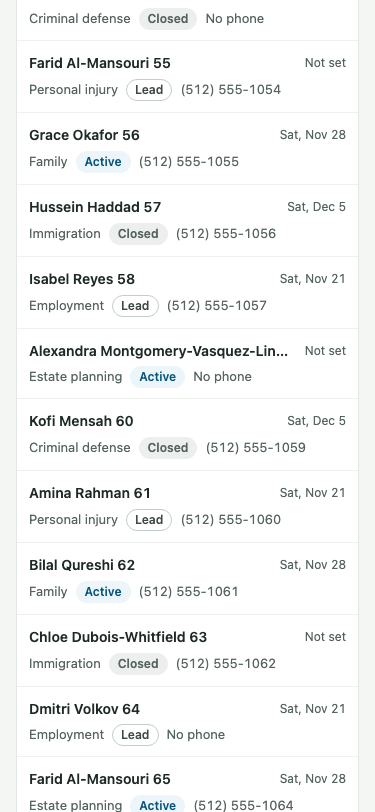 Criminal defense Closed No phone
Farid Al-Mansouri 55 Not set
Personal injury Lead (512) 555-1054
Grace Okafor 56 Sat, Nov 28
Family Active (512) 555-1055
Hussein Haddad 57 Sat, Dec 5
Immigration Closed (512) 555-1056
Isabel Reyes 58 Sat, Nov 21
Employment Lead (512) 555-1057
Alexandra Montgomery-Vasquez-Lin... Not set
Estate planning Active No phone
Kofi Mensah 60 Sat, Dec 5
Criminal defense Closed (512) 555-1059
Amina Rahman 61 Sat, Nov 21
Personal injury Lead (512) 555-1060
Bilal Qureshi 62 Sat, Nov 28
Family Active (512) 555-1061
Chloe Dubois-Whitfield 63 Not set
Immigration Closed (512) 555-1062
Dmitri Volkov 64 Sat, Nov 21
Employment Lead No phone
Farid Al-Mansouri 65 Sat, Nov 28
Estate planning Active (512) 555-1064